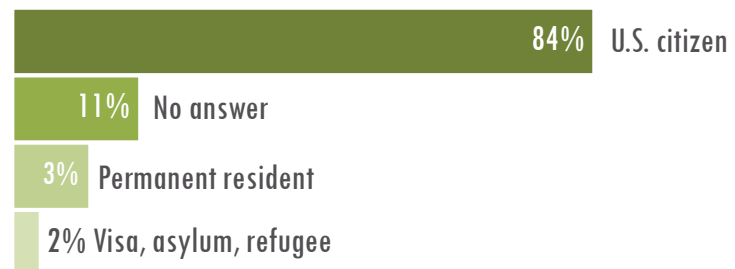 84% U.S. citizen
11% No answer
3% Permanent resident
2% Visa, asylum, refugee